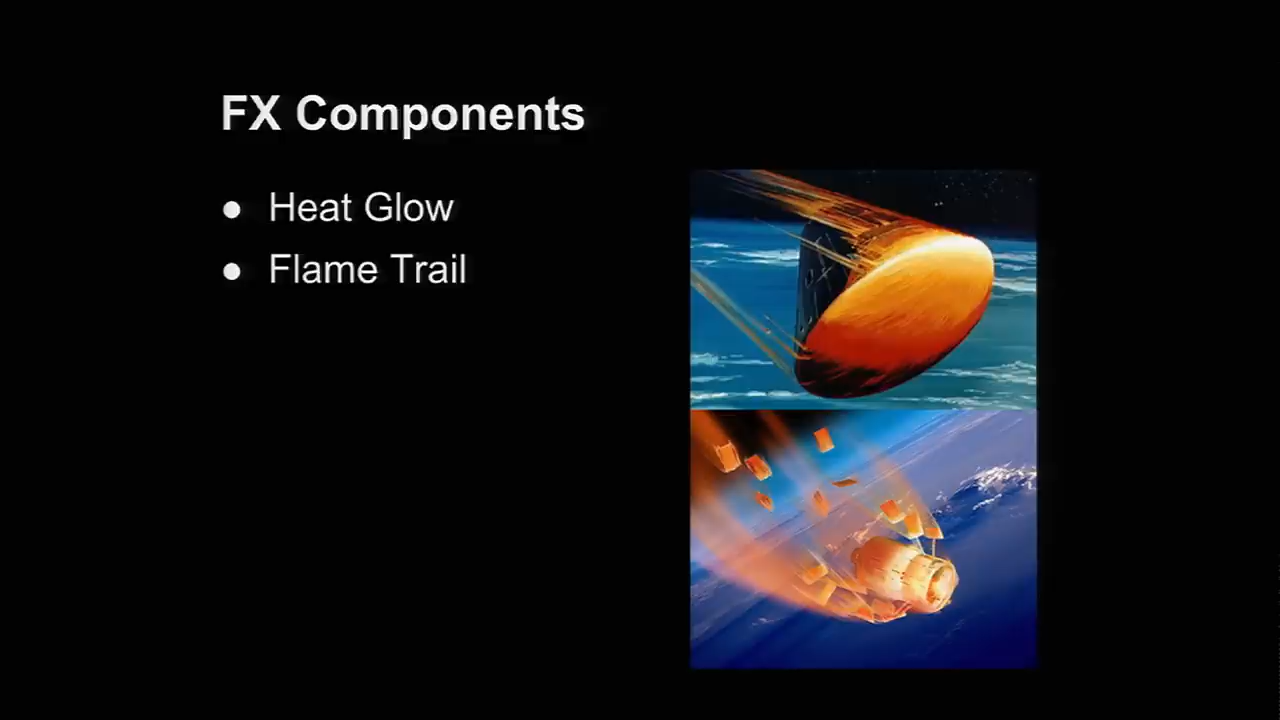 FX Components
● Heat Glow
● Flame Trail